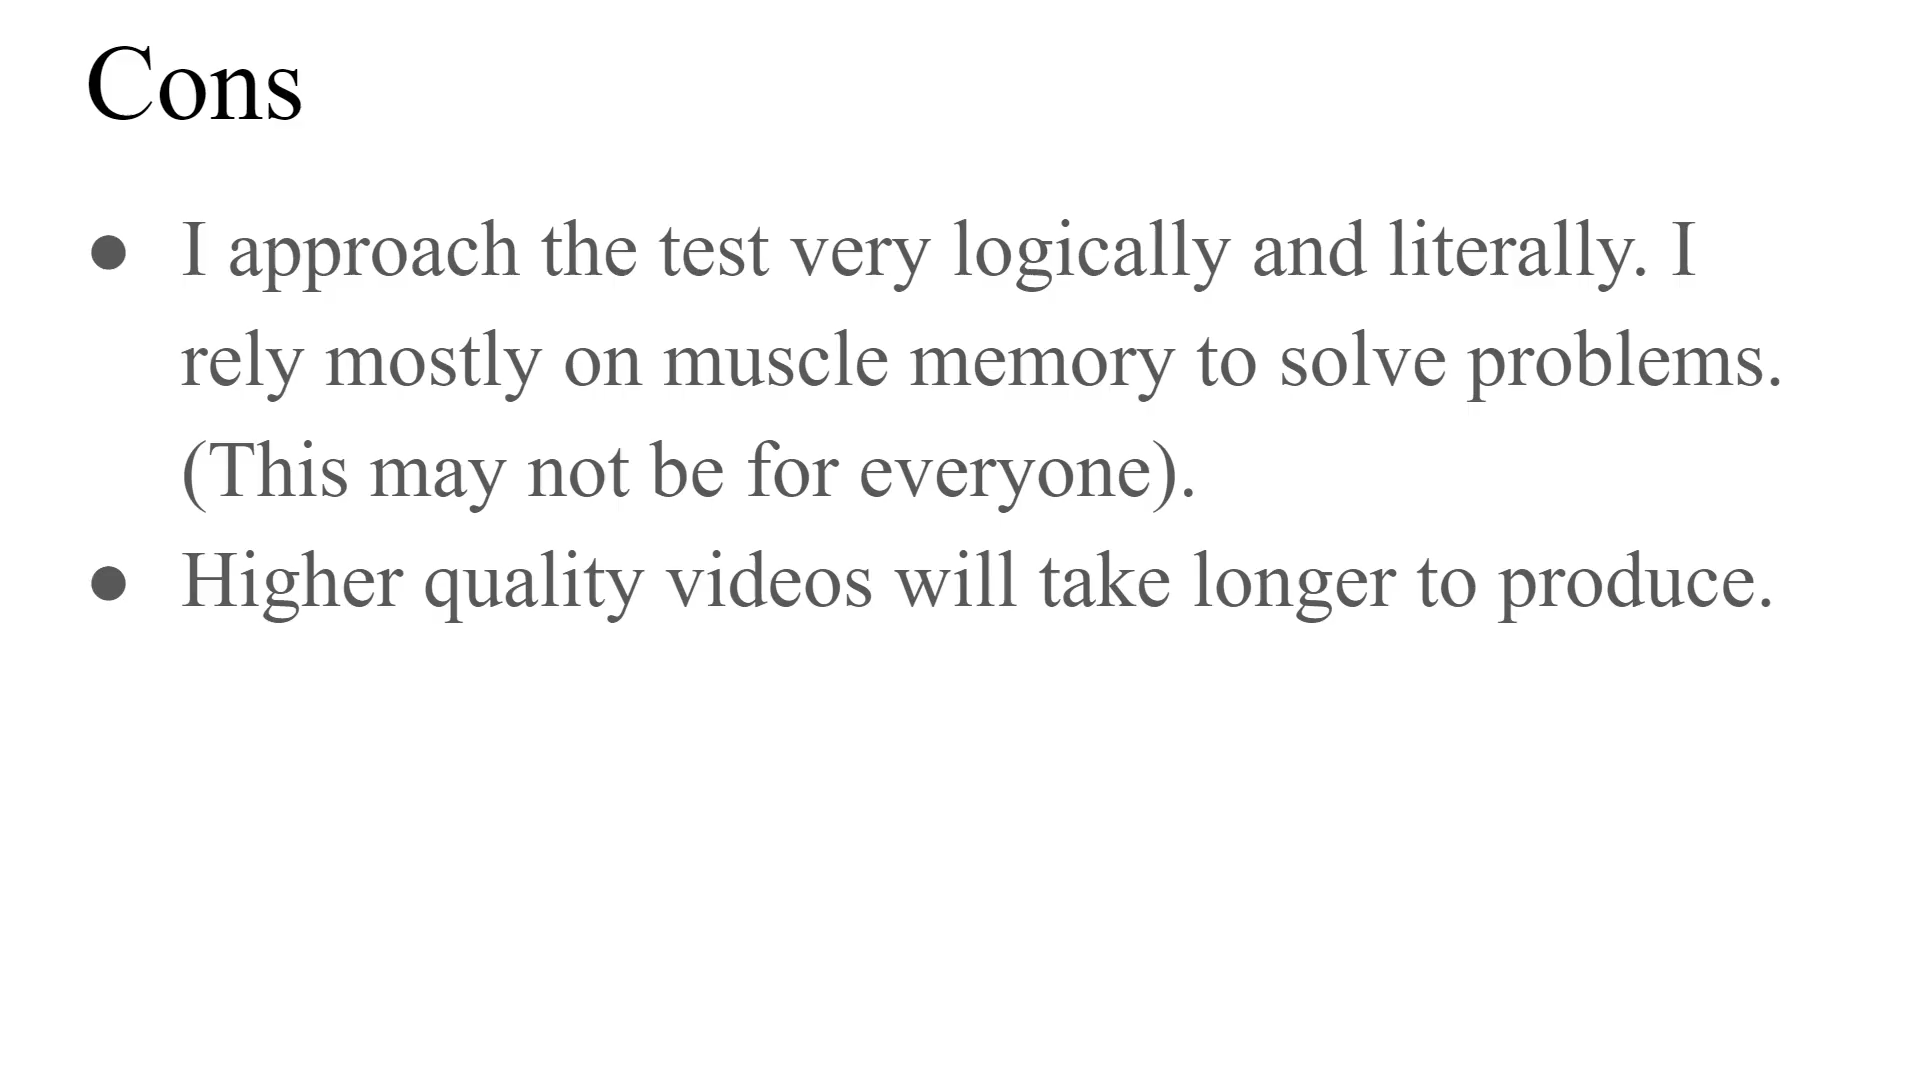 Cons
● I approach the test very logically and literally. I
rely mostly on muscle memory to solve problems.
(This may not be for everyone).
● Higher quality videos will take longer to produce.